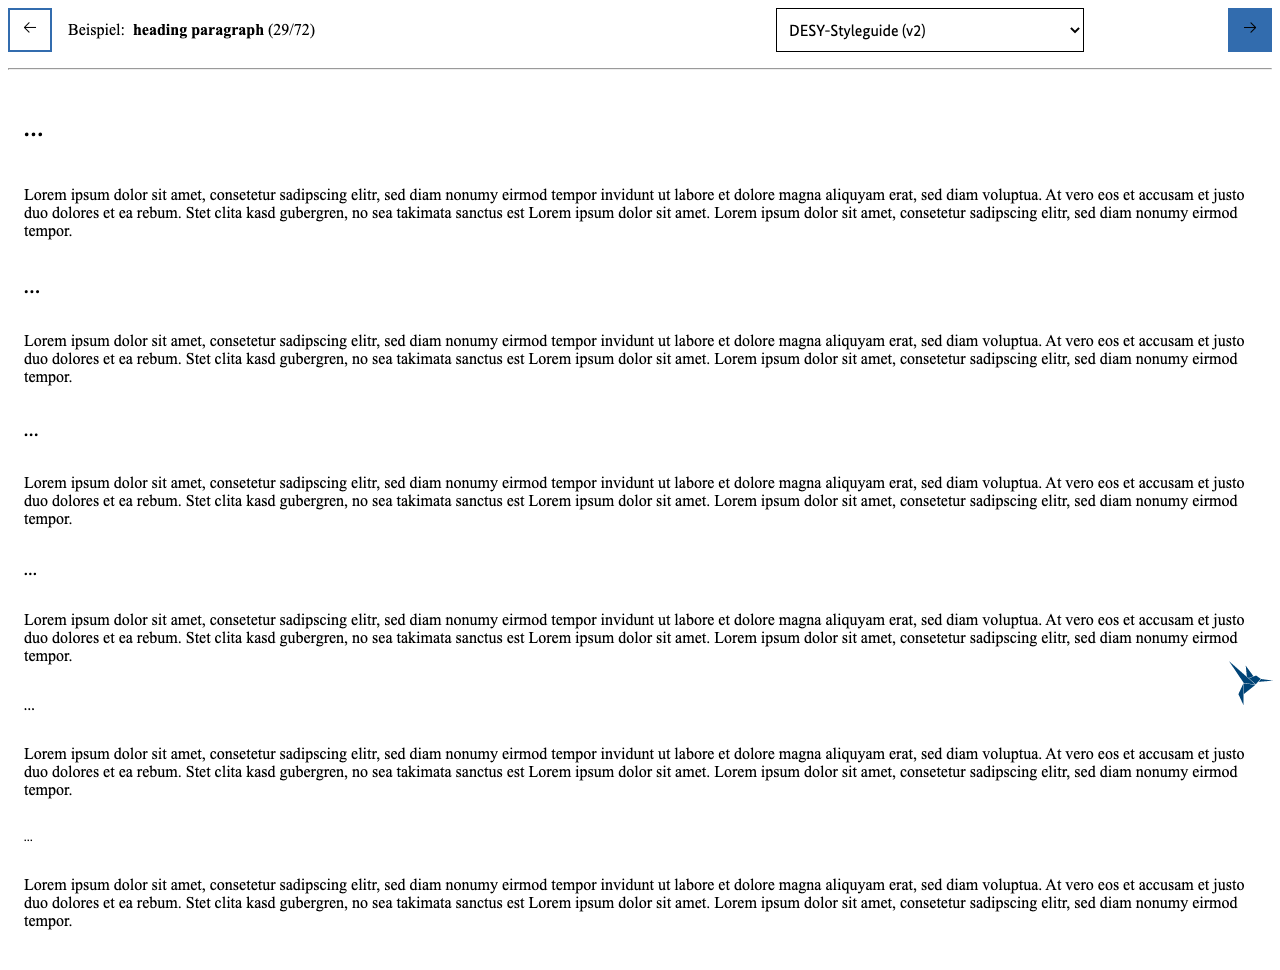 ← Beispiel: heading paragraph (29/72) DESY-Styleguide (v2) →
...
Lorem ipsum dolor sit amet, consetetur sadipscing elitr, sed diam nonumy eirmod tempor invidunt ut labore et dolore magna aliquyam erat, sed diam voluptua. At vero eos et accusam et justo
duo dolores et ea rebum. Stet clita kasd gubergren, no sea takimata sanctus est Lorem ipsum dolor sit amet. Lorem ipsum dolor sit amet, consetetur sadipscing elitr, sed diam nonumy eirmod
tempor.
...
Lorem ipsum dolor sit amet, consetetur sadipscing elitr, sed diam nonumy eirmod tempor invidunt ut labore et dolore magna aliquyam erat, sed diam voluptua. At vero eos et accusam et justo
duo dolores et ea rebum. Stet clita kasd gubergren, no sea takimata sanctus est Lorem ipsum dolor sit amet. Lorem ipsum dolor sit amet, consetetur sadipscing elitr, sed diam nonumy eirmod
tempor.
...
Lorem ipsum dolor sit amet, consetetur sadipscing elitr, sed diam nonumy eirmod tempor invidunt ut labore et dolore magna aliquyam erat, sed diam voluptua. At vero eos et accusam et justo
duo dolores et ea rebum. Stet clita kasd gubergren, no sea takimata sanctus est Lorem ipsum dolor sit amet. Lorem ipsum dolor sit amet, consetetur sadipscing elitr, sed diam nonumy eirmod
tempor.
...
Lorem ipsum dolor sit amet, consetetur sadipscing elitr, sed diam nonumy eirmod tempor invidunt ut labore et dolore magna aliquyam erat, sed diam voluptua. At vero eos et accusam et justo
duo dolores et ea rebum. Stet clita kasd gubergren, no sea takimata sanctus est Lorem ipsum dolor sit amet. Lorem ipsum dolor sit amet, consetetur sadipscing elitr, sed diam nonumy eirmod
tempor.
...
Lorem ipsum dolor sit amet, consetetur sadipscing elitr, sed diam nonumy eirmod tempor invidunt ut labore et dolore magna aliquyam erat, sed diam voluptua. At vero eos et accusam et justo
duo dolores et ea rebum. Stet clita kasd gubergren, no sea takimata sanctus est Lorem ipsum dolor sit amet. Lorem ipsum dolor sit amet, consetetur sadipscing elitr, sed diam nonumy eirmod
tempor.
...
Lorem ipsum dolor sit amet, consetetur sadipscing elitr, sed diam nonumy eirmod tempor invidunt ut labore et dolore magna aliquyam erat, sed diam voluptua. At vero eos et accusam et justo
duo dolores et ea rebum. Stet clita kasd gubergren, no sea takimata sanctus est Lorem ipsum dolor sit amet. Lorem ipsum dolor sit amet, consetetur sadipscing elitr, sed diam nonumy eirmod
tempor.